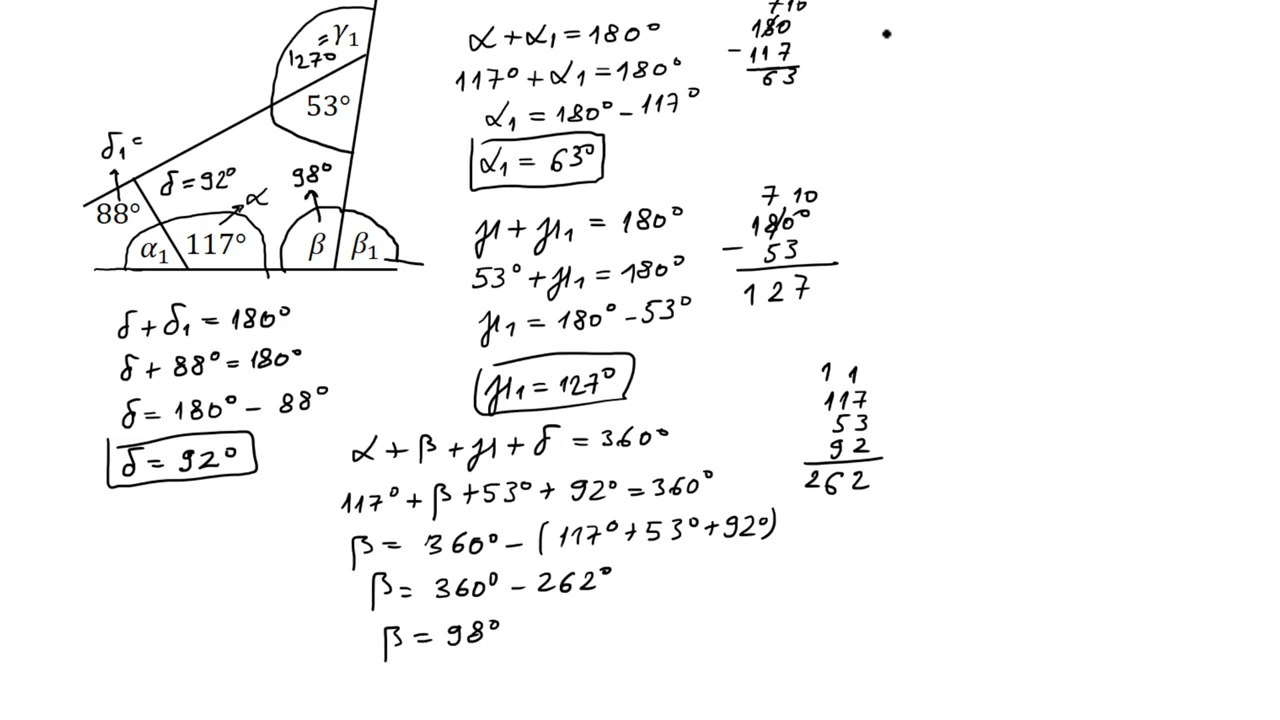 = γ₁
127°
53°
δ₁ =
δ = 92°
98°
88°
α
α₁
117°
β
β₁
δ + δ₁ = 180°
δ + 88° = 180°
δ = 180° - 88°
δ = 92°
α + α₁ = 180°
117° + α₁ = 180°
α₁ = 180° - 117°
α₁ = 63°
γ + γ₁ = 180°
53° + γ₁ = 180°
γ₁ = 180° - 53°
γ₁ = 127°
α + β + γ + δ = 360°
117° + β + 53° + 92° = 360°
β = 360° - (117° + 53° + 92°)
β = 360° - 262°
β = 98°
7 10
180
- 117
63
7 10
180°
- 53
127
1 1
117
53
92
262